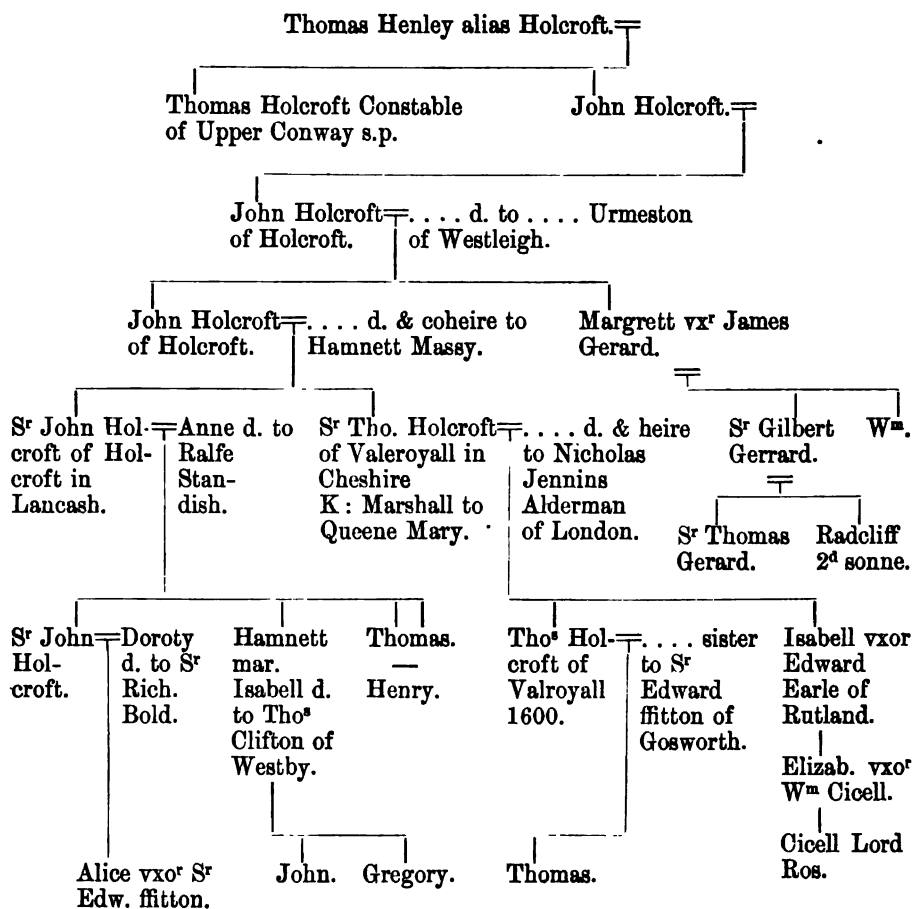 Thomas Henley alias Holcroft.
Thomas Holcroft Constable
of Upper Conway s.p.
John Holcroft.
John Holcroft
of Holcroft.
. . . . d. to . . . . Urmeston
of Westleigh.
John Holcroft
of Holcroft.
. . . . d. & coheire to
Hamnett Massy.
Margrett vxʳ James
Gerard.
Sʳ John Hol-
croft of Hol-
croft in
Lancash.
Anne d. to
Ralfe
Stan-
dish.
Sʳ Tho. Holcroft
of Valeroyall in
Cheshire
K : Marshall to
Queene Mary.
. . . . d. & heire
to Nicholas
Jennins
Alderman
of London.
Sʳ Gilbert
Gerrard.
Wᵐ.
Sʳ Thomas
Gerard.
Radcliff
2ᵈ sonne.
Sʳ John
Hol-
croft.
Doroty
d. to Sʳ
Rich.
Bold.
Hamnett
mar.
Isabell d.
to Thoˢ
Clifton of
Westby.
Thomas.
—
Henry.
Thoˢ Hol-
croft of
Valroyall
1600.
. . . . sister
to Sʳ
Edward
ffitton of
Gosworth.
Isabell vxor
Edward
Earle of
Rutland.
Elizab. vxoʳ
Wᵐ Cicell.
Cicell Lord
Ros.
Alice vxoʳ Sʳ
Edw. ffitton.
John.
Gregory.
Thomas.